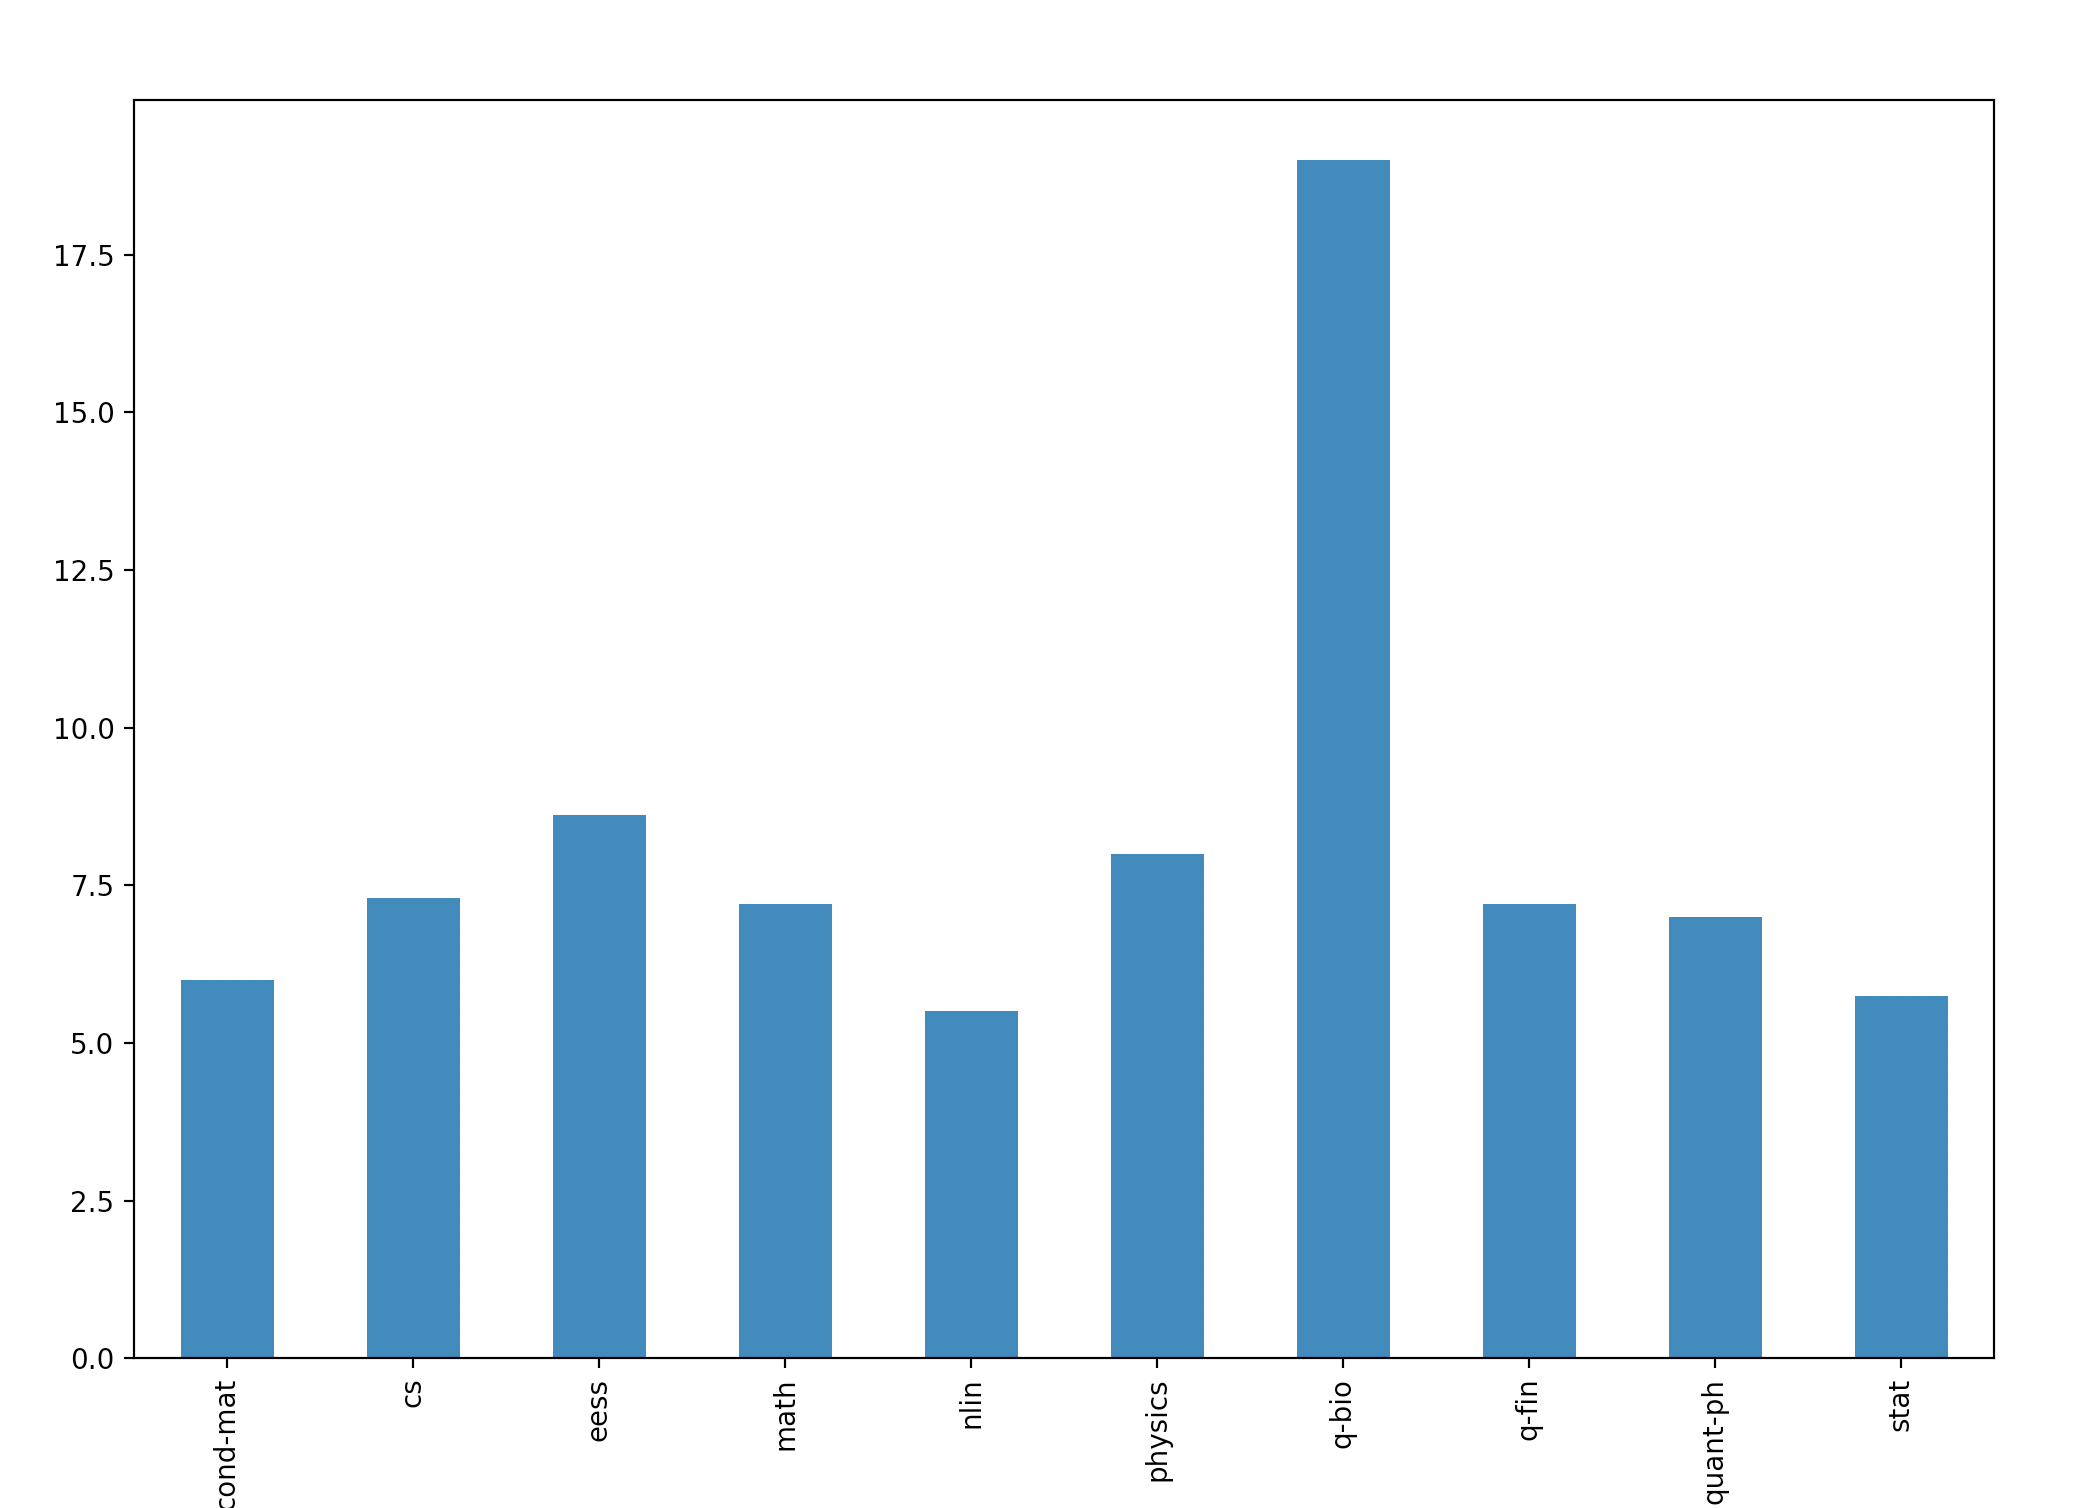 17.5
15.0
12.5
10.0
7.5
5.0
2.5
0.0
cond-mat
cs
eess
math
nlin
physics
q-bio
q-fin
quant-ph
stat